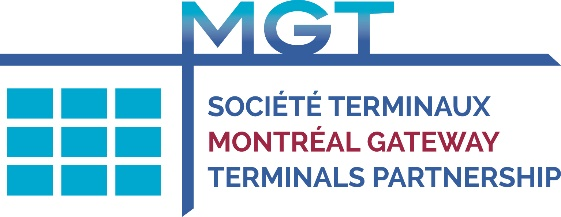 MGT
SOCIÉTÉ TERMINAUX
MONTRÉAL GATEWAY
TERMINALS PARTNERSHIP